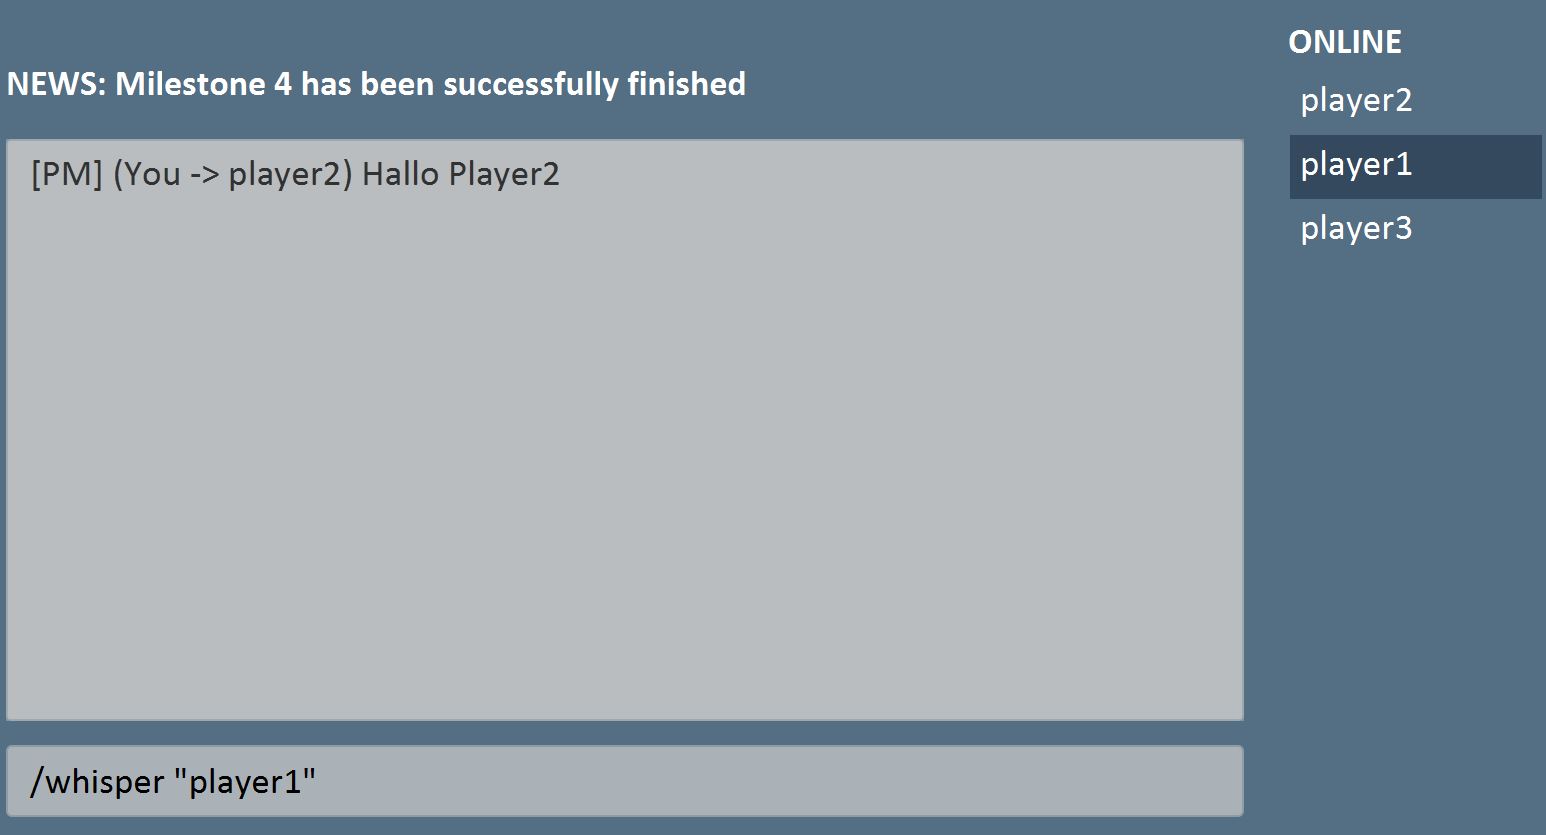 NEWS: Milestone 4 has been successfully finished
[PM] (You -> player2) Hallo Player2
/whisper "player1"
ONLINE
player2
player1
player3